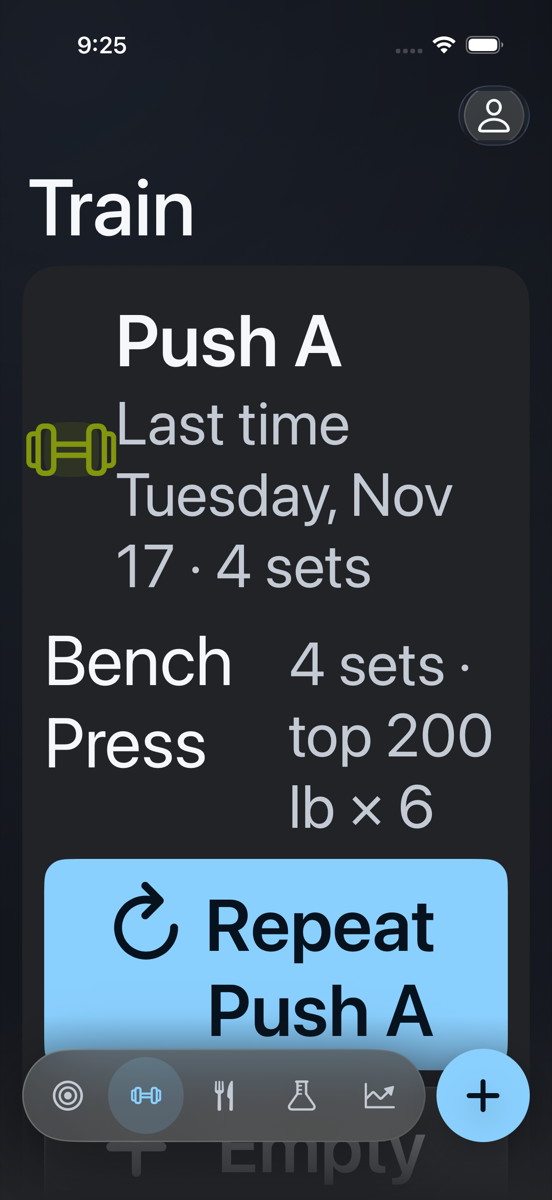 9:25
Train
Push A
Last time
Tuesday, Nov
17 · 4 sets
Bench
Press
4 sets ·
top 200
lb × 6
Repeat
Push A
Empty